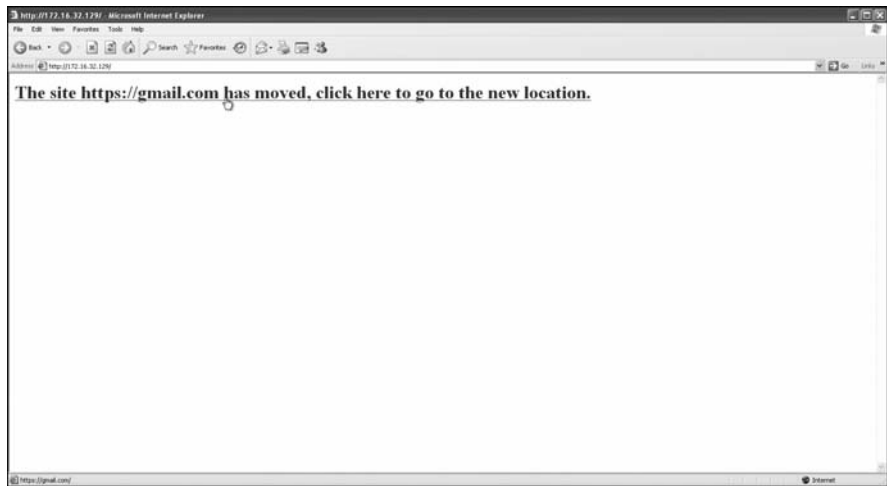 http://172.16.32.129/ - Microsoft Internet Explorer
File Edit View Favorites Tools Help
Back Search Favorites
Address http://172.16.32.129/ Go Links
The site https://gmail.com has moved, click here to go to the new location.
https://gmail.com/ Internet